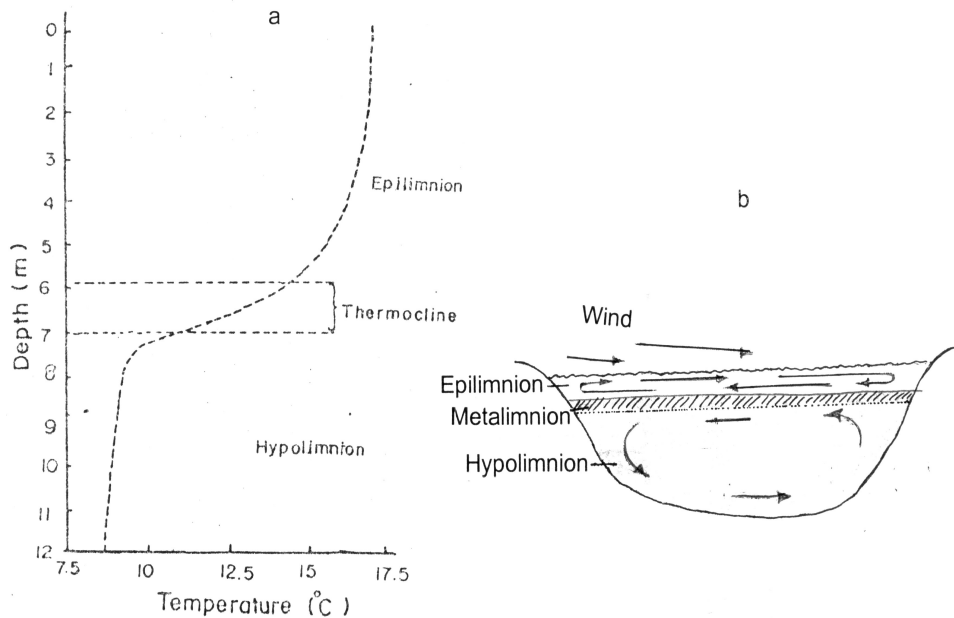 a
0
1
2
3
4
5
6
7
8
9
10
11
12
Depth (m)
7.5
10
12.5
15
17.5
Temperature (°C)
Epilimnion
Thermocline
Hypolimnion
b
Wind
Epilimnion
Metalimnion
Hypolimnion